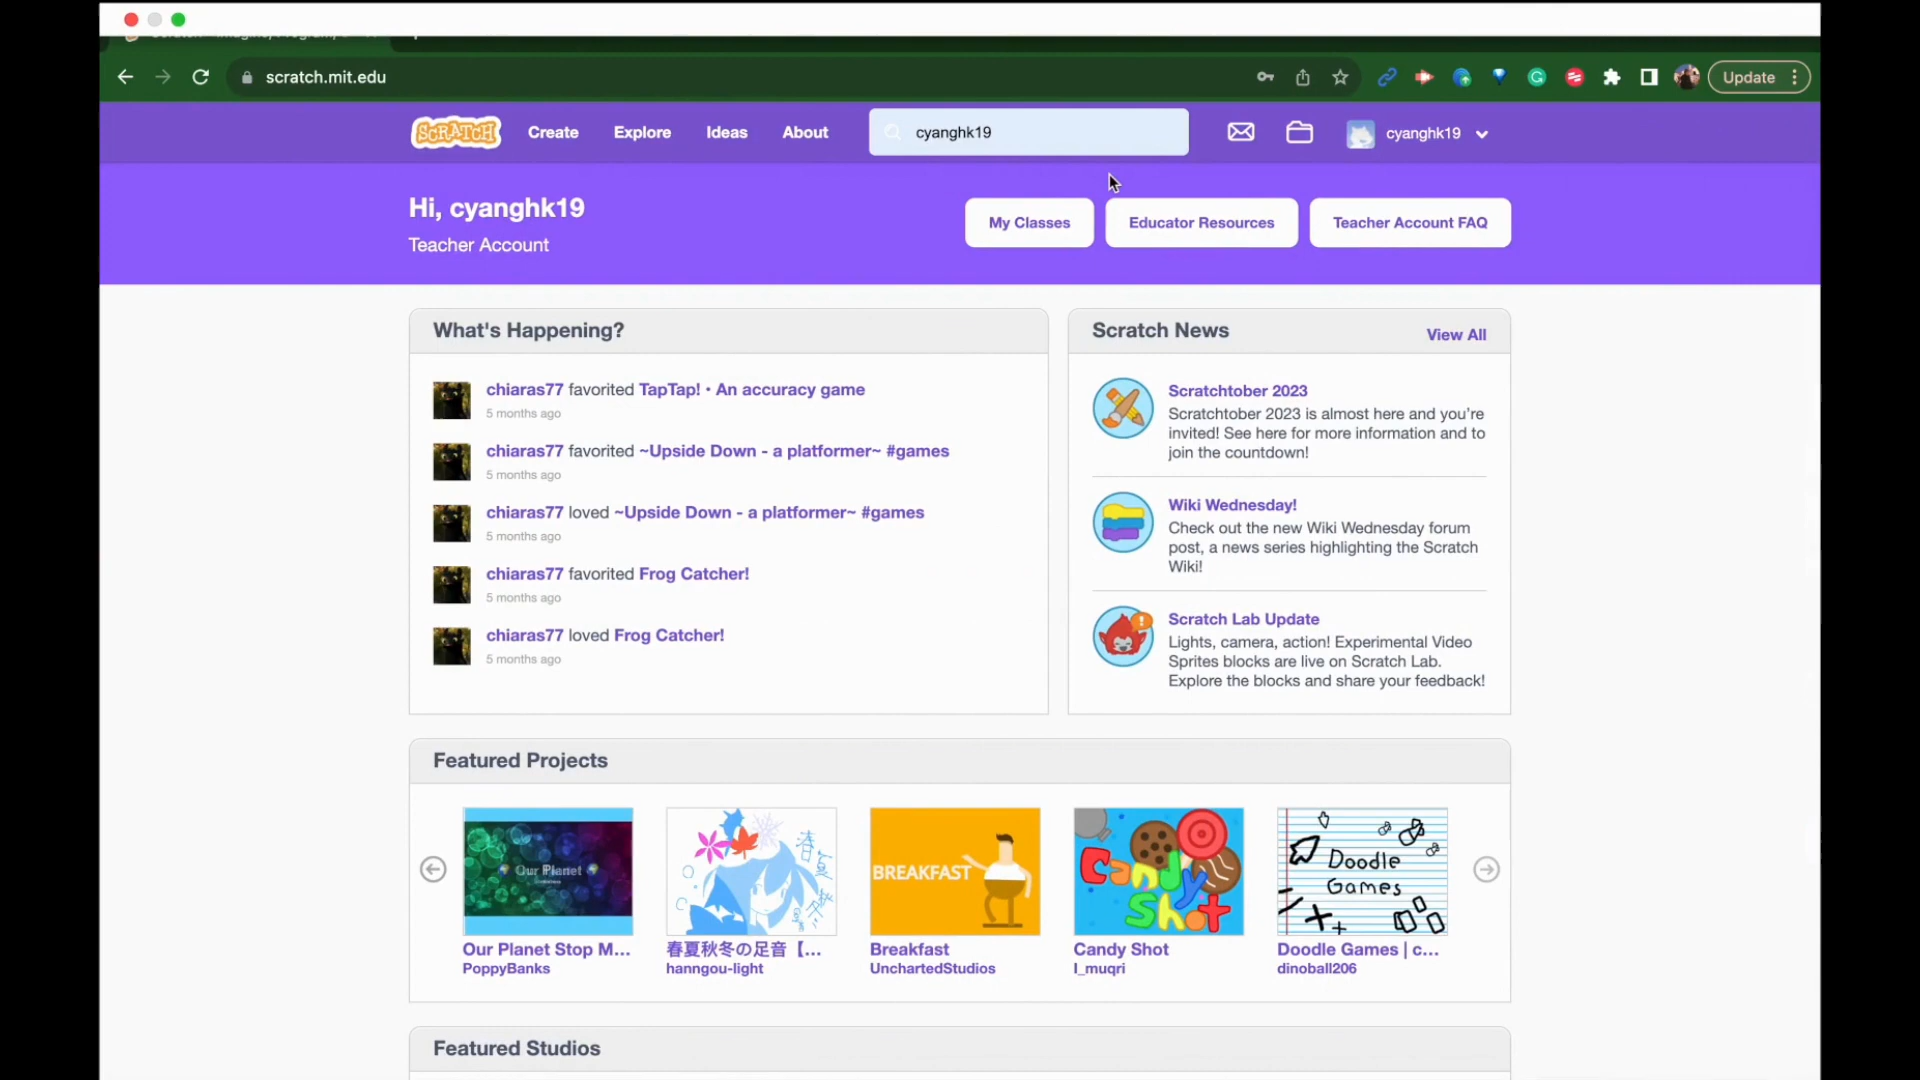 scratch.mit.edu
Update
SCRATCH
Create
Explore
Ideas
About
cyanghk19
cyanghk19
Hi, cyanghk19
Teacher Account
My Classes
Educator Resources
Teacher Account FAQ
What's Happening?
chiaras77 favorited TapTap! • An accuracy game
5 months ago
chiaras77 favorited ~Upside Down - a platformer~ #games
5 months ago
chiaras77 loved ~Upside Down - a platformer~ #games
5 months ago
chiaras77 favorited Frog Catcher!
5 months ago
chiaras77 loved Frog Catcher!
5 months ago
Scratch News
View All
Scratchtober 2023
Scratchtober 2023 is almost here and you're
invited! See here for more information and to
join the countdown!
Wiki Wednesday!
Check out the new Wiki Wednesday forum
post, a news series highlighting the Scratch
Wiki!
Scratch Lab Update
Lights, camera, action! Experimental Video
Sprites blocks are live on Scratch Lab.
Explore the blocks and share your feedback!
Featured Projects
Our Planet
春夏秋冬
BREAKFAST
Candy
Shot
Doodle
Games
Our Planet Stop M...
PoppyBanks
春夏秋冬の足音【...
hanngou-light
Breakfast
UnchartedStudios
Candy Shot
I_muqri
Doodle Games | c...
dinoball206
Featured Studios